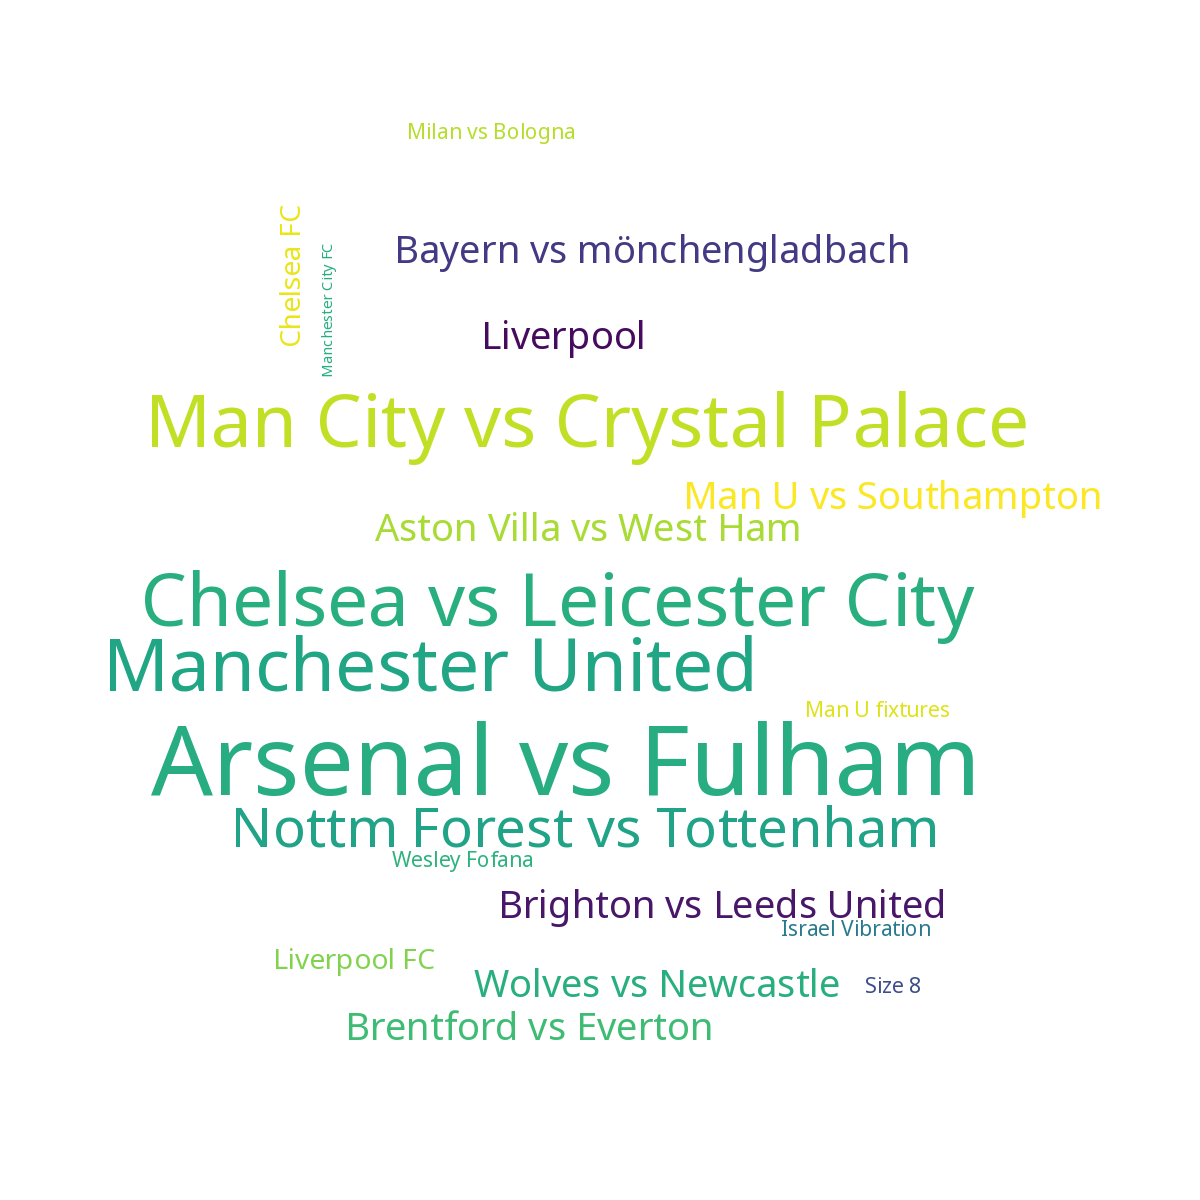 Milan vs Bologna
Chelsea FC
Manchester City FC
Bayern vs mönchengladbach
Liverpool
Man City vs Crystal Palace
Man U vs Southampton
Aston Villa vs West Ham
Chelsea vs Leicester City
Manchester United
Man U fixtures
Arsenal vs Fulham
Nottm Forest vs Tottenham
Wesley Fofana
Brighton vs Leeds United
Israel Vibration
Liverpool FC
Wolves vs Newcastle
Size 8
Brentford vs Everton